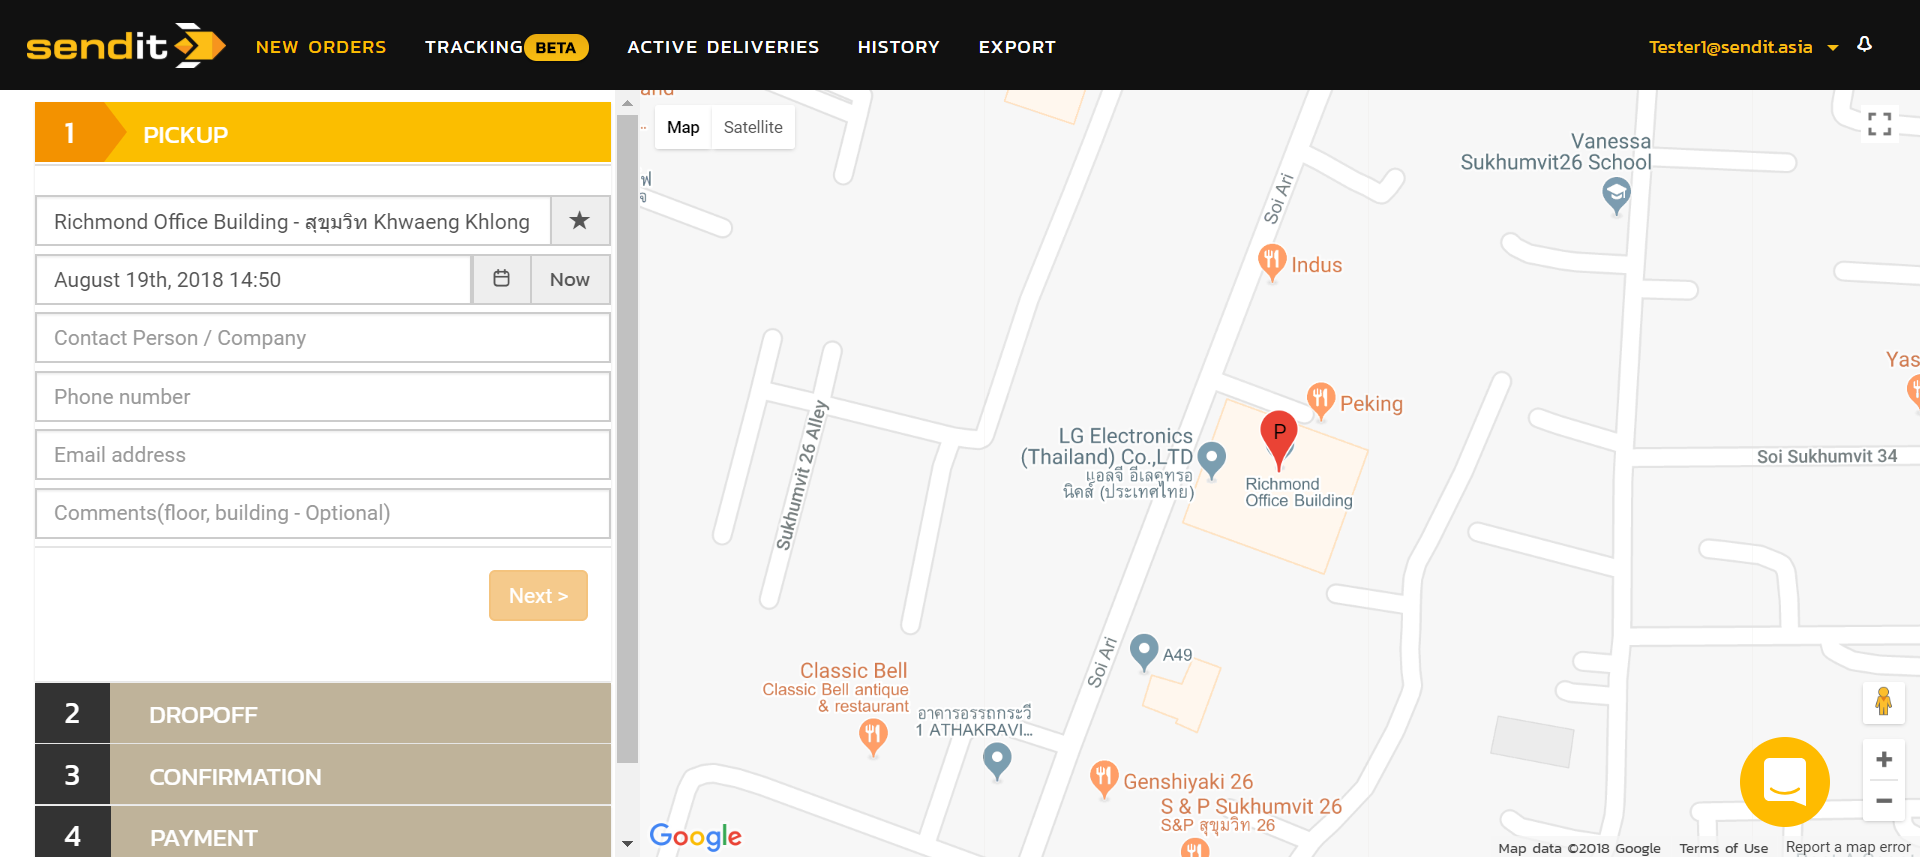 sendit
NEW ORDERS
TRACKING BETA
ACTIVE DELIVERIES
HISTORY
EXPORT
Tester1@sendit.asia
1
PICKUP
Richmond Office Building - สุขุมวิท Khwaeng Khlong
August 19th, 2018 14:50
Now
Contact Person / Company
Phone number
Email address
Comments(floor, building - Optional)
Next >
2
DROPOFF
3
CONFIRMATION
4
PAYMENT
Map
Satellite
Vanessa
Sukhumvit26 School
Soi Ari
Indus
Yas
Peking
P
LG Electronics
(Thailand) Co.,LTD
แอลจี อีเลคทรอ
นิคส์ (ประเทศไทย)
Richmond
Office Building
Sukhumvit 26 Alley
Soi Sukhumvit 34
Soi Ari
A49
Classic Bell
Classic Bell antique
& restaurant
อาคารอรรถกระวี
1 ATHAKRAVI...
Genshiyaki 26
S & P Sukhumvit 26
S&P สุขุมวิท 26
Google
Map data ©2018 Google
Terms of Use
Report a map error